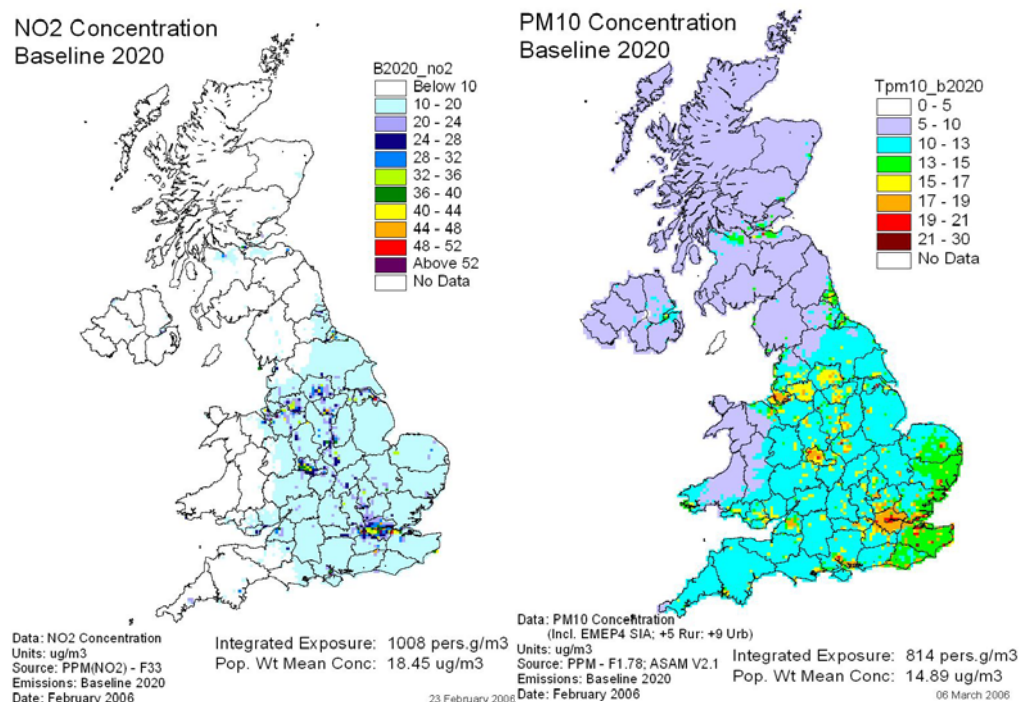 NO2 Concentration
Baseline 2020
B2020_no2
Below 10
10 - 20
20 - 24
24 - 28
28 - 32
32 - 36
36 - 40
40 - 44
44 - 48
48 - 52
Above 52
No Data
Data: NO2 Concentration
Units: ug/m3
Source: PPM(NO2) - F33
Emissions: Baseline 2020
Date: February 2006
Integrated Exposure: 1008 pers.g/m3
Pop. Wt Mean Conc: 18.45 ug/m3
23 February 2006
PM10 Concentration
Baseline 2020
Tpm10_b2020
0 - 5
5 - 10
10 - 13
13 - 15
15 - 17
17 - 19
19 - 21
21 - 30
No Data
Data: PM10 Concentration
(Incl. EMEP4 SIA; +5 Rur: +9 Urb)
Units: ug/m3
Source: PPM - F1.78; ASAM V2.1
Emissions: Baseline 2020
Date: February 2006
Integrated Exposure: 814 pers.g/m3
Pop. Wt Mean Conc: 14.89 ug/m3
06 March 2006